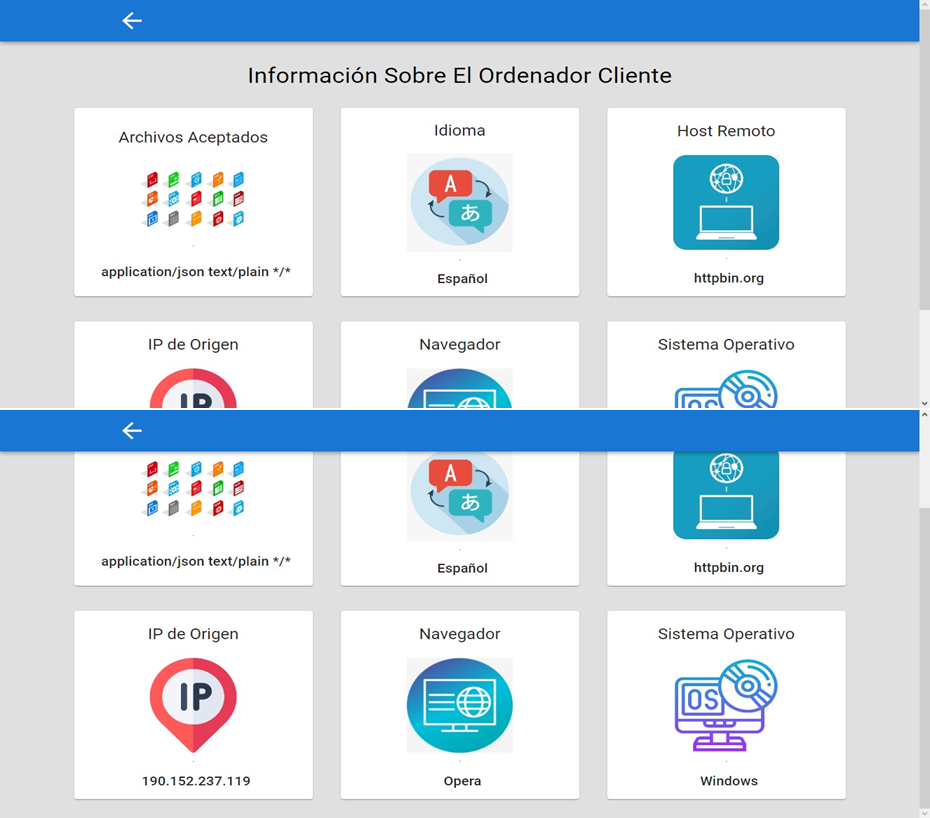 Información Sobre El Ordenador Cliente
Archivos Aceptados
application/json text/plain */*
Idioma
A
あ
Español
Host Remoto
httpbin.org
IP de Origen
IP
Navegador
Sistema Operativo
OS
application/json text/plain */*
A
あ
Español
httpbin.org
IP de Origen
IP
190.152.237.119
Navegador
Opera
Sistema Operativo
OS
Windows